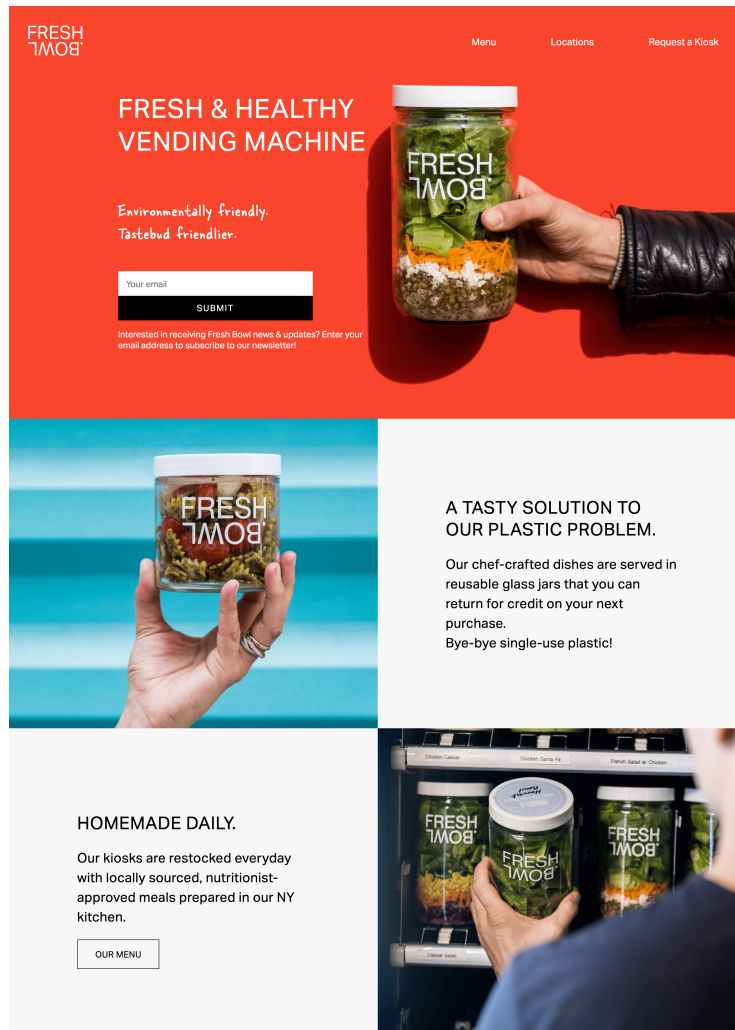 FRESH
BOWL.
Menu
Locations
Request a Kiosk
FRESH & HEALTHY
VENDING MACHINE
Environmentally friendly.
Tastebud friendlier.
Your email
SUBMIT
Interested in receiving Fresh Bowl news & updates? Enter your
email address to subscribe to our newsletter!
FRESH
BOWL.
FRESH
BOWL.
A TASTY SOLUTION TO
OUR PLASTIC PROBLEM.
Our chef-crafted dishes are served in
reusable glass jars that you can
return for credit on your next
purchase.
Bye-bye single-use plastic!
HOMEMADE DAILY.
Our kiosks are restocked everyday
with locally sourced, nutritionist-
approved meals prepared in our NY
kitchen.
OUR MENU
Chicken Caesar
Chicken Santa Fe
French Salad w/ Chicken
Harvest
Bowl
FRESH
BOWL.
FRESH
BOWL.
FRESH
BOWL.
Caesar Salad